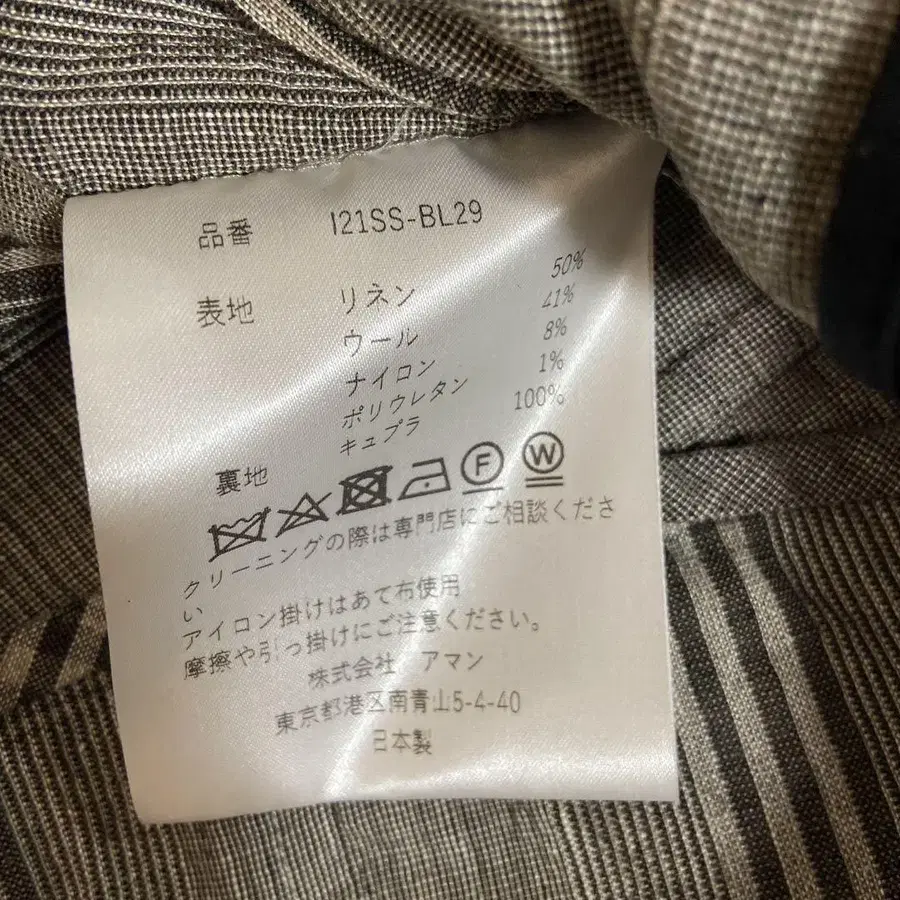 品番 I21SS-BL29
表地 リネン 50%
ウール 41%
ナイロン 8%
ポリウレタン 1%
裏地 キュプラ 100%
F W
クリーニングの際は専門店にご相談くださ
い
アイロン掛けはあて布使用
摩擦や引っ掛けにご注意ください。
株式会社 アマン
東京都港区南青山5-4-40
日本製